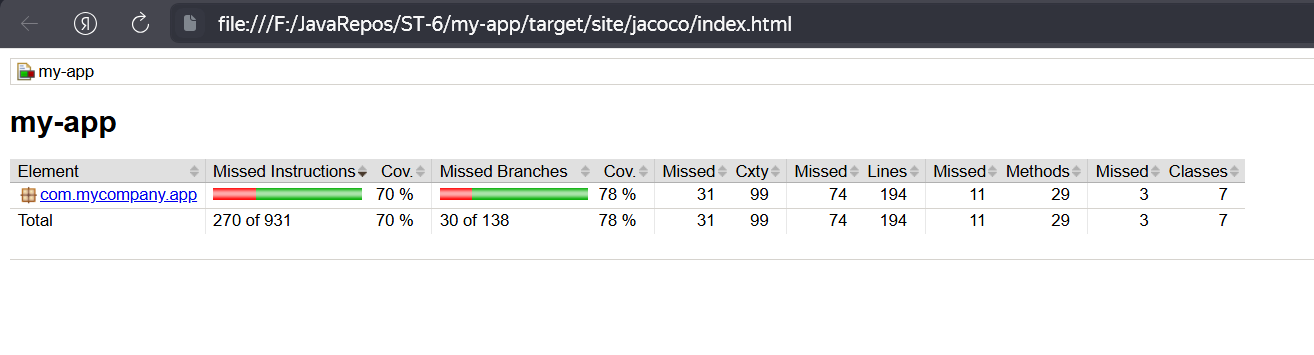 Я file:///F:/JavaRepos/ST-6/my-app/target/site/jacoco/index.html
my-app
my-app
Element Missed Instructions Cov. Missed Branches Cov. Missed Cxty Missed Lines Missed Methods Missed Classes
com.mycompany.app 70 % 78 % 31 99 74 194 11 29 3 7
Total 270 of 931 70 % 30 of 138 78 % 31 99 74 194 11 29 3 7